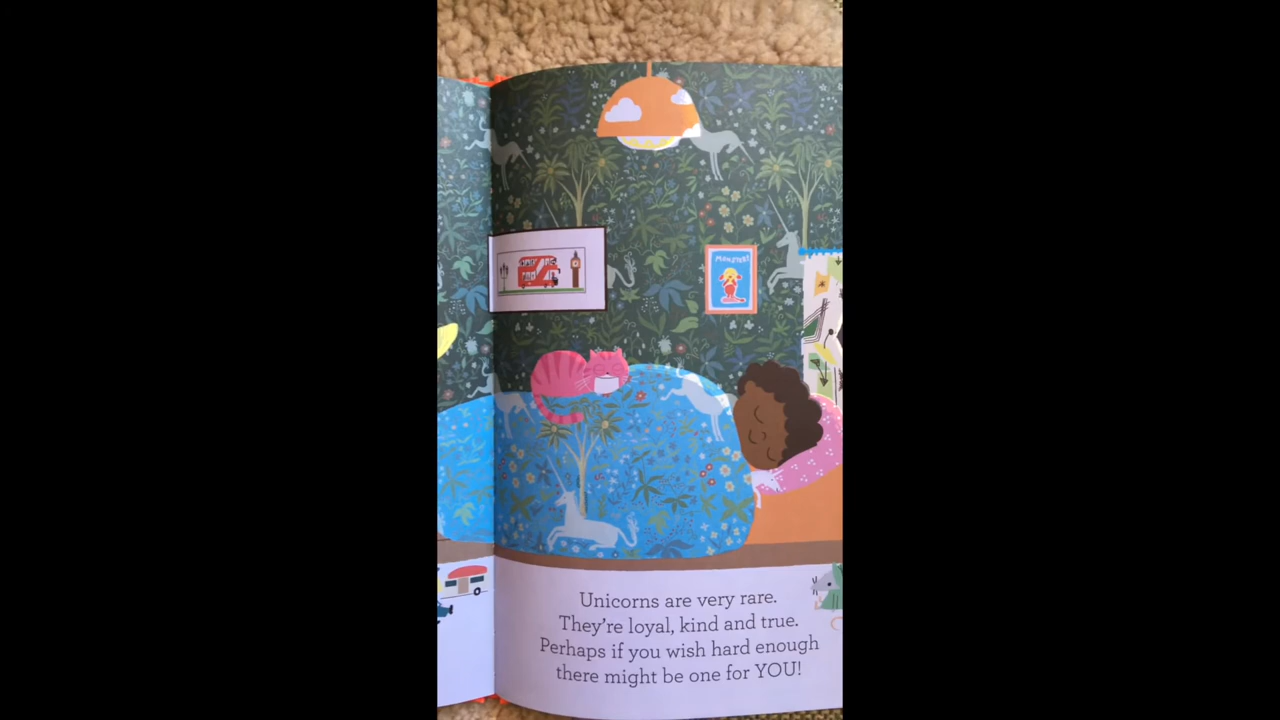 Unicorns are very rare.
They're loyal, kind and true.
Perhaps if you wish hard enough
there might be one for YOU!